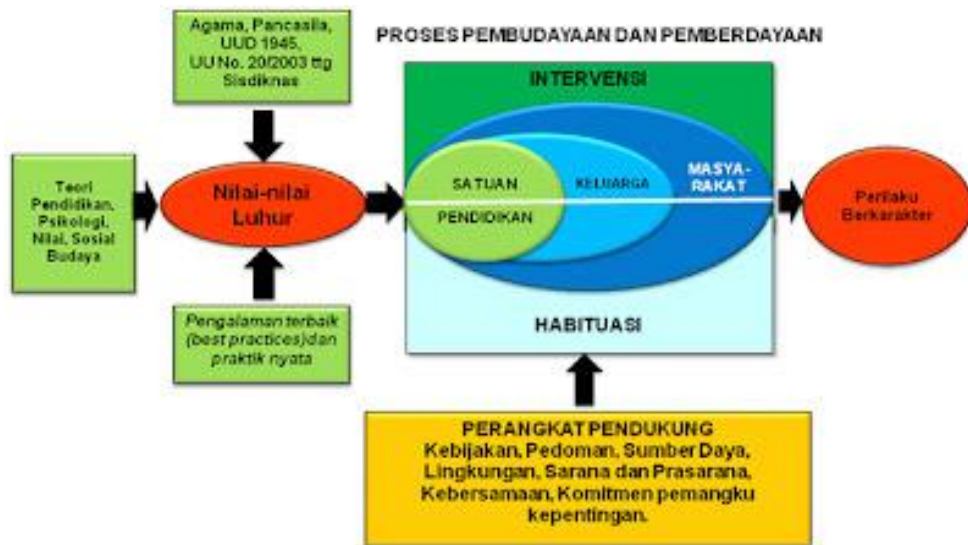 Agama, Pancasila,
UUD 1945,
UU No. 20/2003 ttg
Sisdiknas
PROSES PEMBUDAYAAN DAN PEMBERDAYAAN
INTERVENSI
Teori
Pendidikan,
Psikologi,
Nilai, Sosial
Budaya
Nilai-nilai
Luhur
SATUAN
PENDIDIKAN
KELUARGA
MASYA-
RAKAT
Perilaku
Berkarakter
Pengalaman terbaik
(best practices)dan
praktik nyata
HABITUASI
PERANGKAT PENDUKUNG
Kebijakan, Pedoman, Sumber Daya,
Lingkungan, Sarana dan Prasarana,
Kebersamaan, Komitmen pemangku
kepentingan.